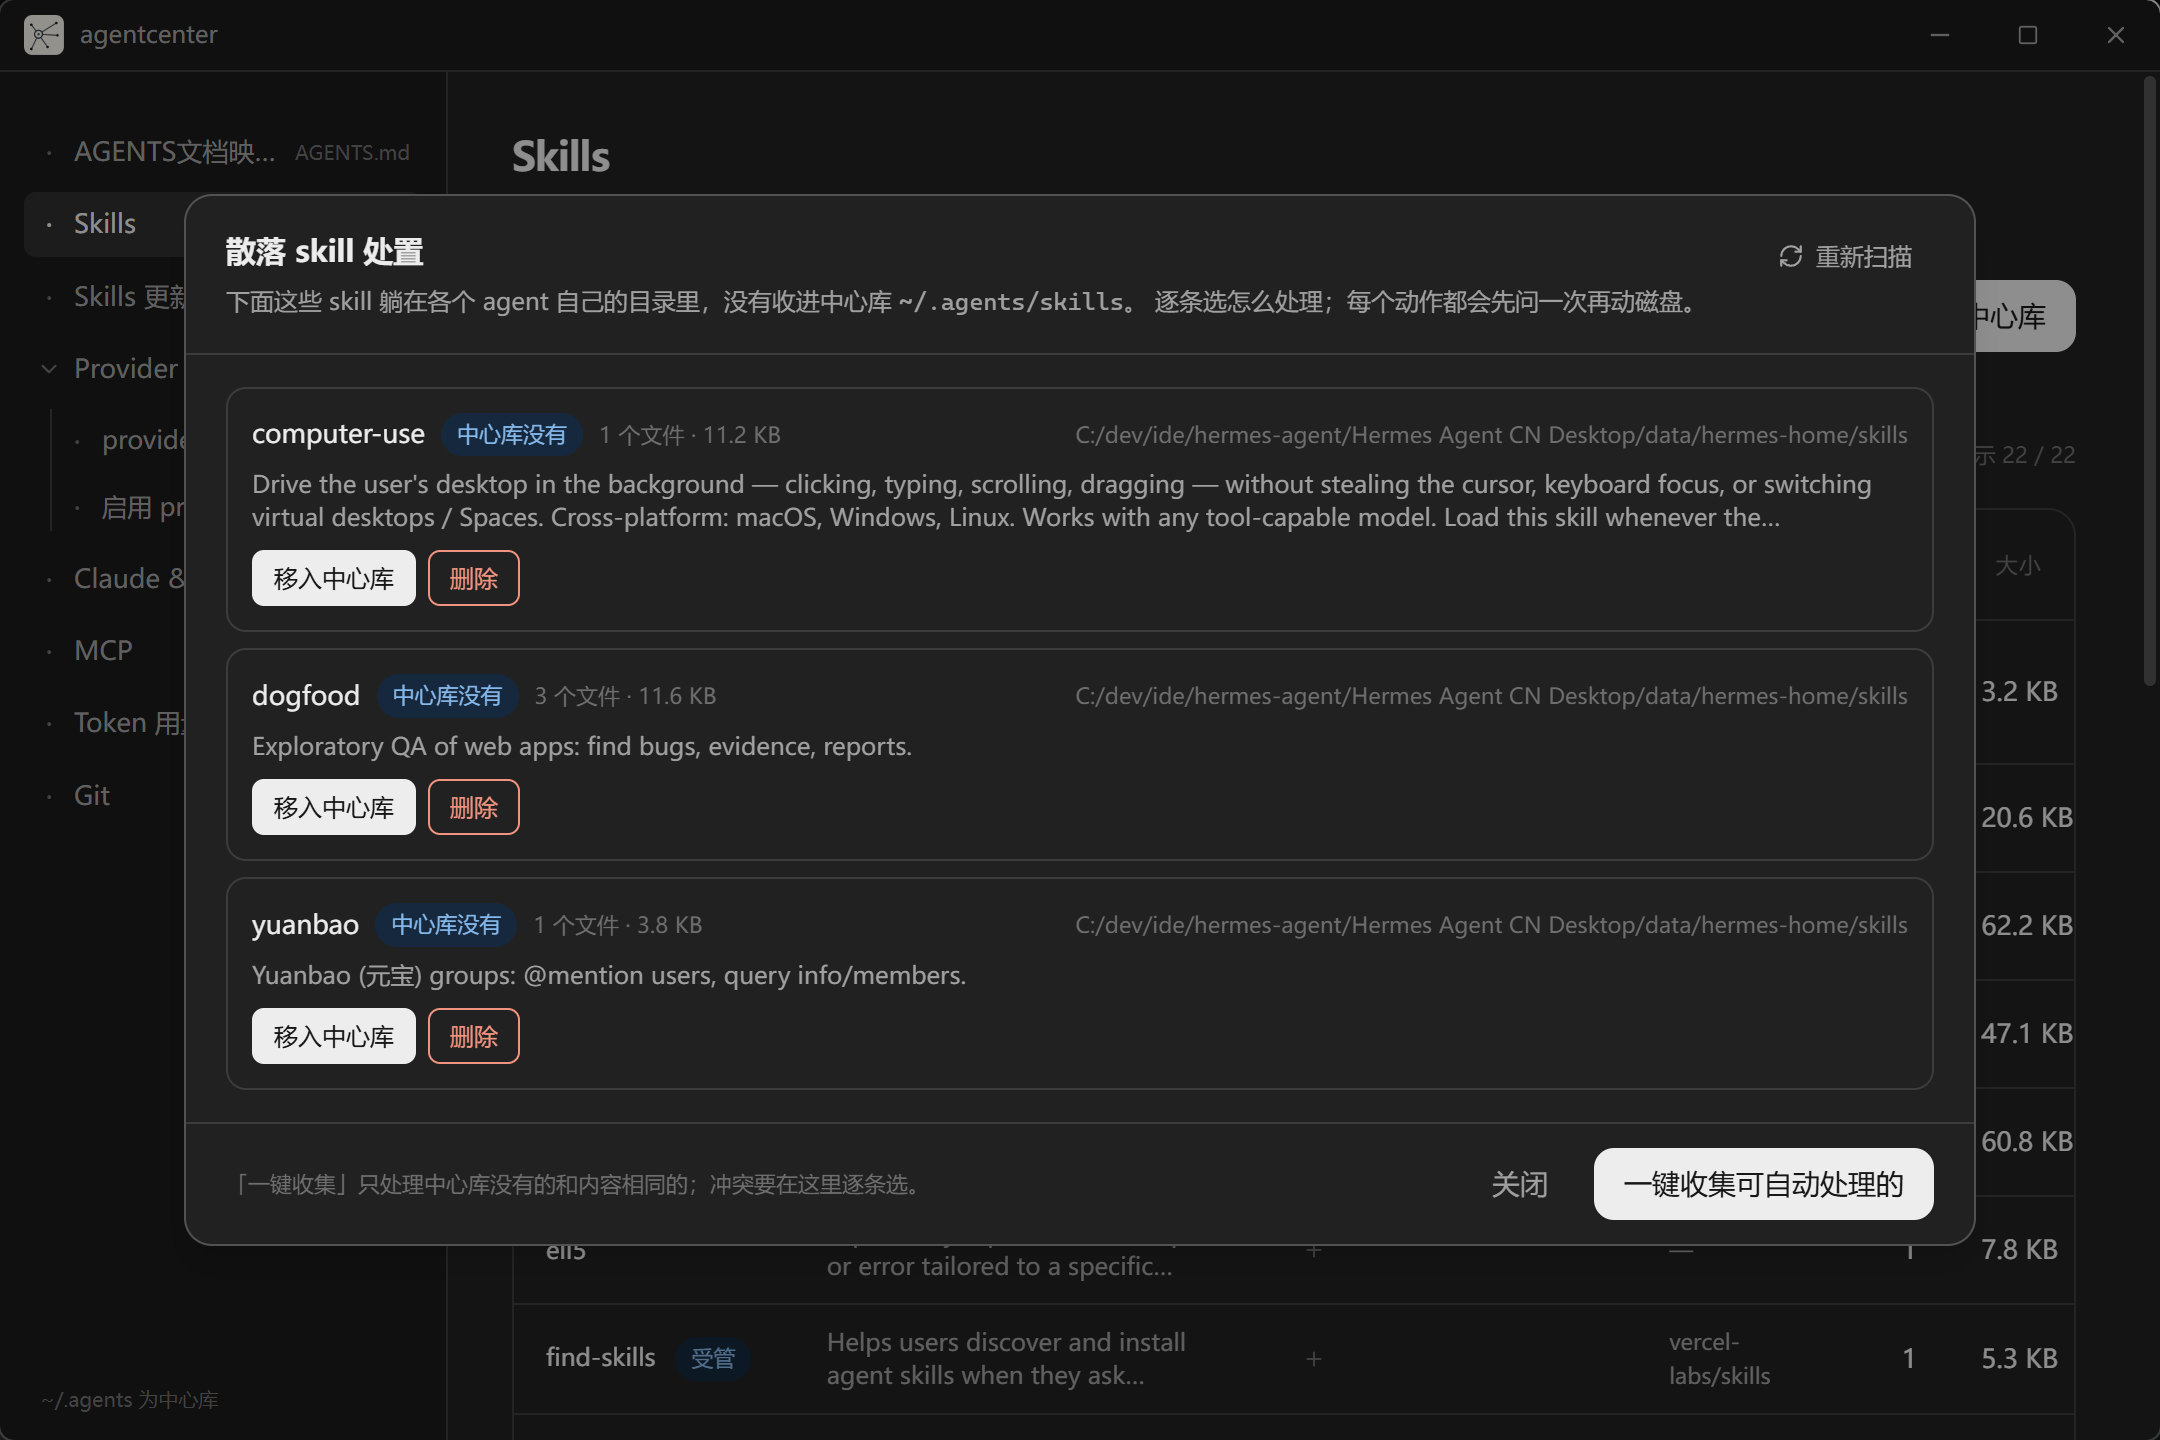 agentcenter
AGENTS文档映... AGENTS.md
Skills
Skills
Skills 更新
Provider
provide
启用 pr
Claude &
MCP
Token 用
Git
~/.agents 为中心库
散落 skill 处置
重新扫描
下面这些 skill 躺在各个 agent 自己的目录里，没有收进中心库 ~/.agents/skills。 逐条选怎么处理；每个动作都会先问一次再动磁盘。
computer-use 中心库没有 1 个文件 · 11.2 KB C:/dev/ide/hermes-agent/Hermes Agent CN Desktop/data/hermes-home/skills
Drive the user's desktop in the background — clicking, typing, scrolling, dragging — without stealing the cursor, keyboard focus, or switching
virtual desktops / Spaces. Cross-platform: macOS, Windows, Linux. Works with any tool-capable model. Load this skill whenever the...
移入中心库 删除
dogfood 中心库没有 3 个文件 · 11.6 KB C:/dev/ide/hermes-agent/Hermes Agent CN Desktop/data/hermes-home/skills
Exploratory QA of web apps: find bugs, evidence, reports.
移入中心库 删除
yuanbao 中心库没有 1 个文件 · 3.8 KB C:/dev/ide/hermes-agent/Hermes Agent CN Desktop/data/hermes-home/skills
Yuanbao (元宝) groups: @mention users, query info/members.
移入中心库 删除
「一键收集」只处理中心库没有的和内容相同的；冲突要在这里逐条选。
关闭 一键收集可自动处理的
中心库
示 22 / 22
大小
3.2 KB
20.6 KB
62.2 KB
47.1 KB
60.8 KB
eli5 + — 1 7.8 KB
or error tailored to a specific...
find-skills 受管 + 1 5.3 KB
Helps users discover and install
agent skills when they ask...
vercel-
labs/skills